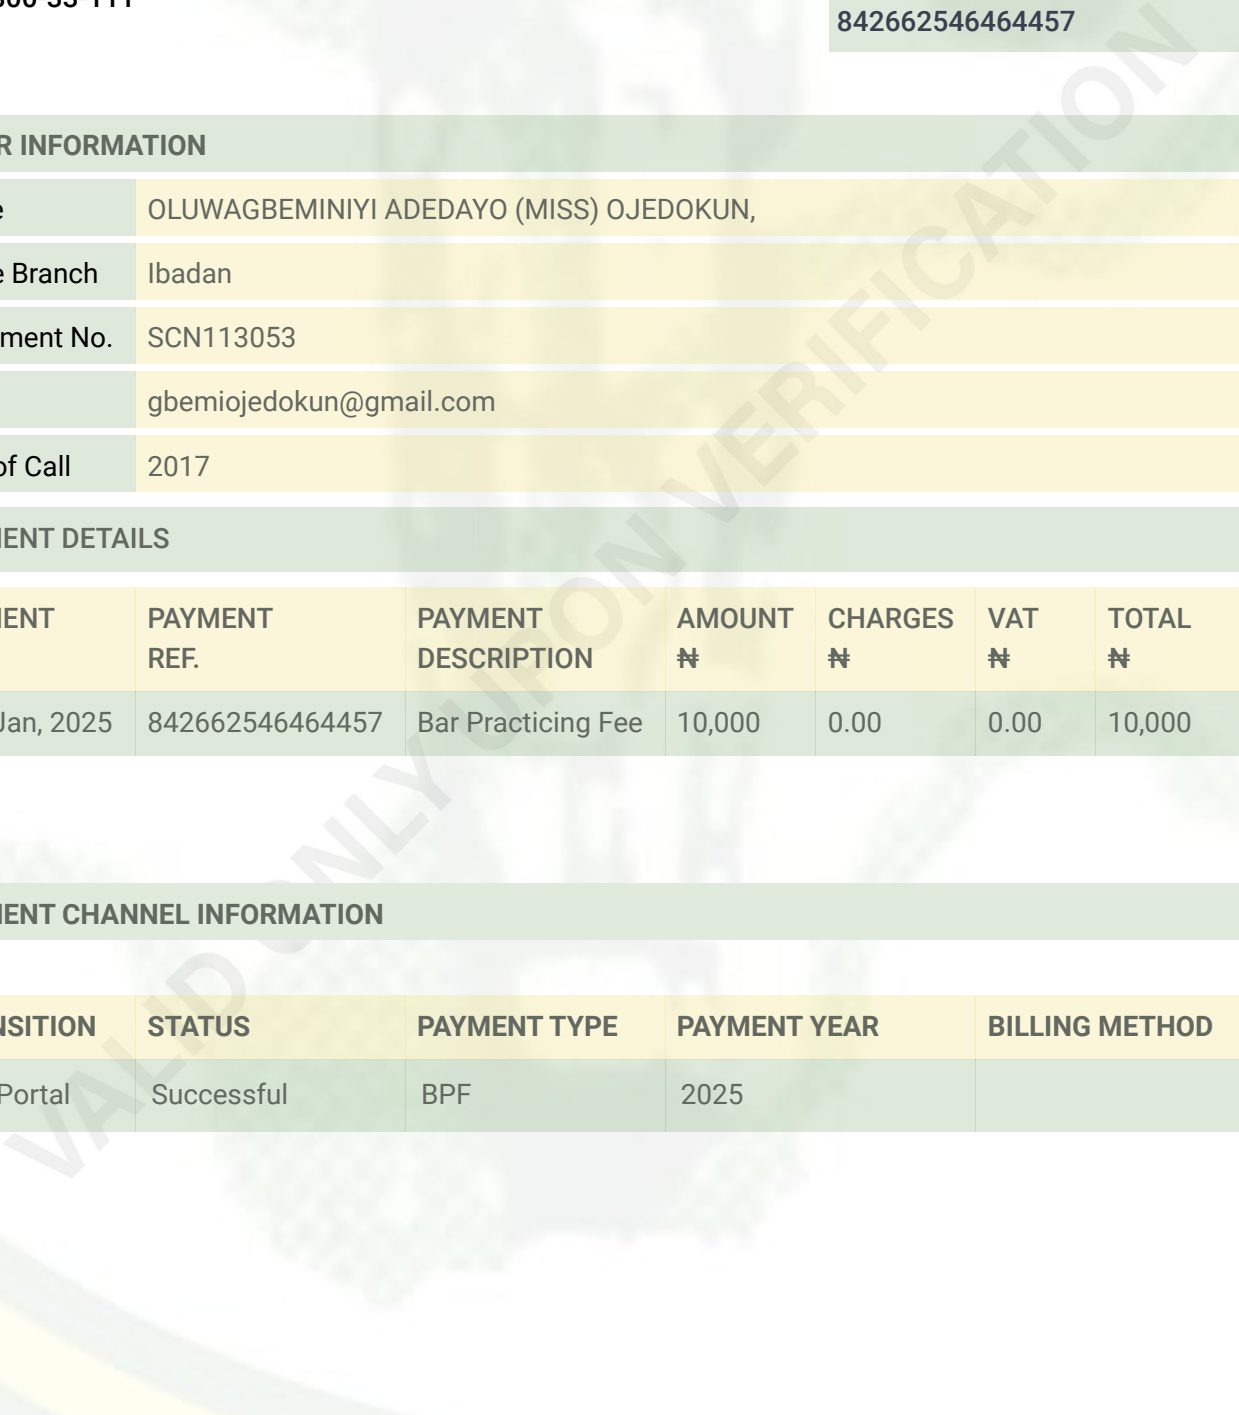 842662546464457
R INFORMATION
e OLUWAGBEMINIYI ADEDAYO (MISS) OJEDOKUN,
e Branch Ibadan
ment No. SCN113053
gbemiojedokun@gmail.com
of Call 2017
ENT DETAILS
ENT PAYMENT REF. PAYMENT DESCRIPTION AMOUNT ₦ CHARGES ₦ VAT ₦ TOTAL ₦
Jan, 2025 842662546464457 Bar Practicing Fee 10,000 0.00 0.00 10,000
ENT CHANNEL INFORMATION
NSITION STATUS PAYMENT TYPE PAYMENT YEAR BILLING METHOD
Portal Successful BPF 2025
VALID ONLY UPON VERIFICATION